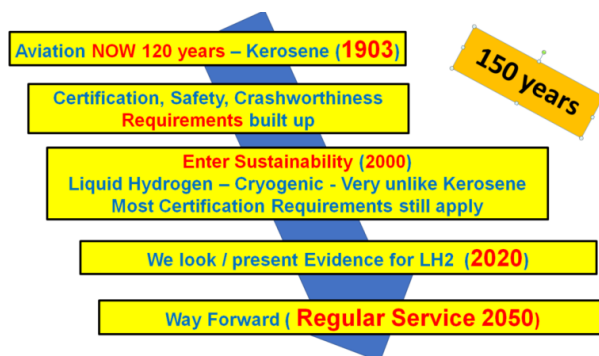 Aviation NOW 120 years – Kerosene (1903)
150 years
Certification, Safety, Crashworthiness
Requirements built up
Enter Sustainability (2000)
Liquid Hydrogen – Cryogenic - Very unlike Kerosene
Most Certification Requirements still apply
We look / present Evidence for LH2 (2020)
Way Forward ( Regular Service 2050)